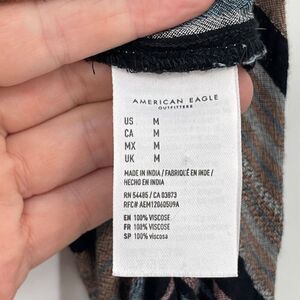 AMERICAN EAGLE
OUTFITTERS
US M
CA M
MX M
UK M
MADE IN INDIA / FABRIQUÉ EN INDE /
HECHO EN INDIA
RN 54485 / CA 03873
RFC# AEM120605U9A
EN 100% VISCOSE
FR 100% VISCOSE
SP 100% viscosa